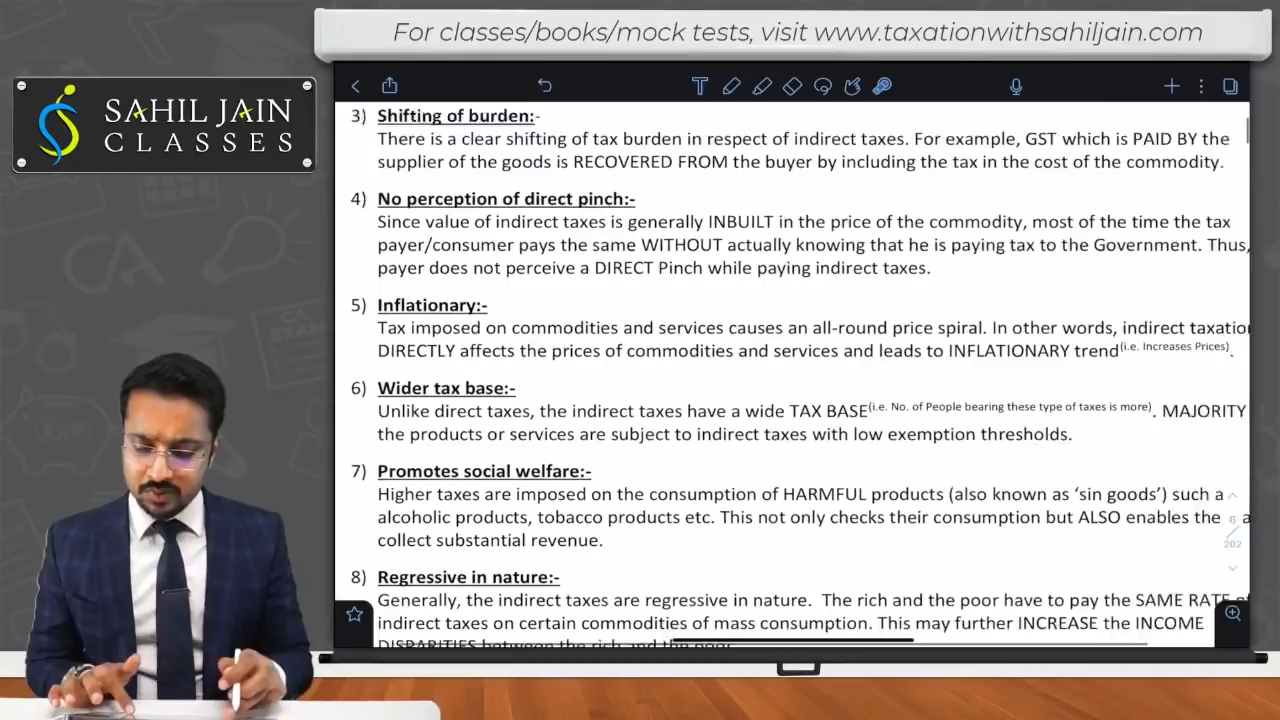 For classes/books/mock tests, visit www.taxationwithsahiljain.com
SAHIL JAIN
CLASSES
3) Shifting of burden:-
There is a clear shifting of tax burden in respect of indirect taxes. For example, GST which is PAID BY the
supplier of the goods is RECOVERED FROM the buyer by including the tax in the cost of the commodity.
4) No perception of direct pinch:-
Since value of indirect taxes is generally INBUILT in the price of the commodity, most of the time the tax
payer/consumer pays the same WITHOUT actually knowing that he is paying tax to the Government. Thus,
payer does not perceive a DIRECT Pinch while paying indirect taxes.
5) Inflationary:-
Tax imposed on commodities and services causes an all-round price spiral. In other words, indirect taxation
DIRECTLY affects the prices of commodities and services and leads to INFLATIONARY trend(i.e. Increases Prices).
6) Wider tax base:-
Unlike direct taxes, the indirect taxes have a wide TAX BASE(i.e. No. of People bearing these type of taxes is more). MAJORITY
the products or services are subject to indirect taxes with low exemption thresholds.
7) Promotes social welfare:-
Higher taxes are imposed on the consumption of HARMFUL products (also known as 'sin goods') such a
alcoholic products, tobacco products etc. This not only checks their consumption but ALSO enables the
collect substantial revenue.
6
202
8) Regressive in nature:-
Generally, the indirect taxes are regressive in nature. The rich and the poor have to pay the SAME RATE of
indirect taxes on certain commodities of mass consumption. This may further INCREASE the INCOME
DISPARITIES between the rich and the poor.